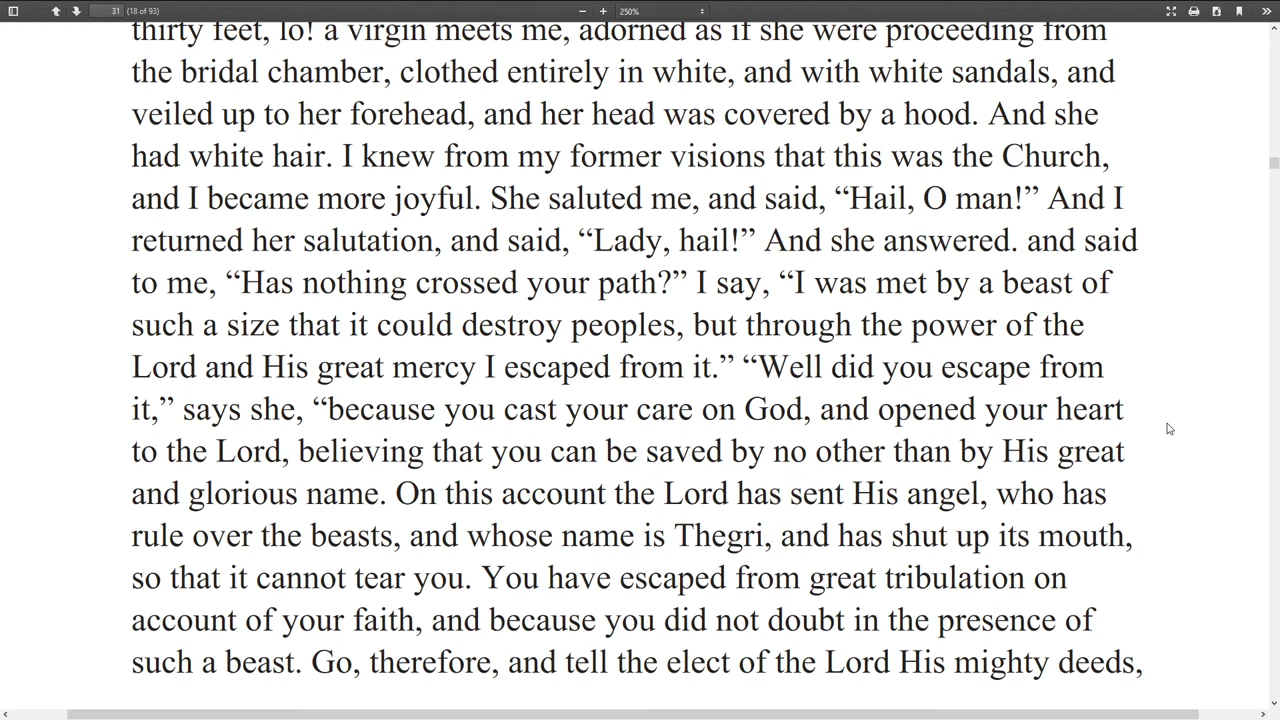 31 (18 of 93) 250%
thirty feet, lo! a virgin meets me, adorned as if she were proceeding from
the bridal chamber, clothed entirely in white, and with white sandals, and
veiled up to her forehead, and her head was covered by a hood. And she
had white hair. I knew from my former visions that this was the Church,
and I became more joyful. She saluted me, and said, “Hail, O man!” And I
returned her salutation, and said, “Lady, hail!” And she answered. and said
to me, “Has nothing crossed your path?” I say, “I was met by a beast of
such a size that it could destroy peoples, but through the power of the
Lord and His great mercy I escaped from it.” “Well did you escape from
it,” says she, “because you cast your care on God, and opened your heart
to the Lord, believing that you can be saved by no other than by His great
and glorious name. On this account the Lord has sent His angel, who has
rule over the beasts, and whose name is Thegri, and has shut up its mouth,
so that it cannot tear you. You have escaped from great tribulation on
account of your faith, and because you did not doubt in the presence of
such a beast. Go, therefore, and tell the elect of the Lord His mighty deeds,